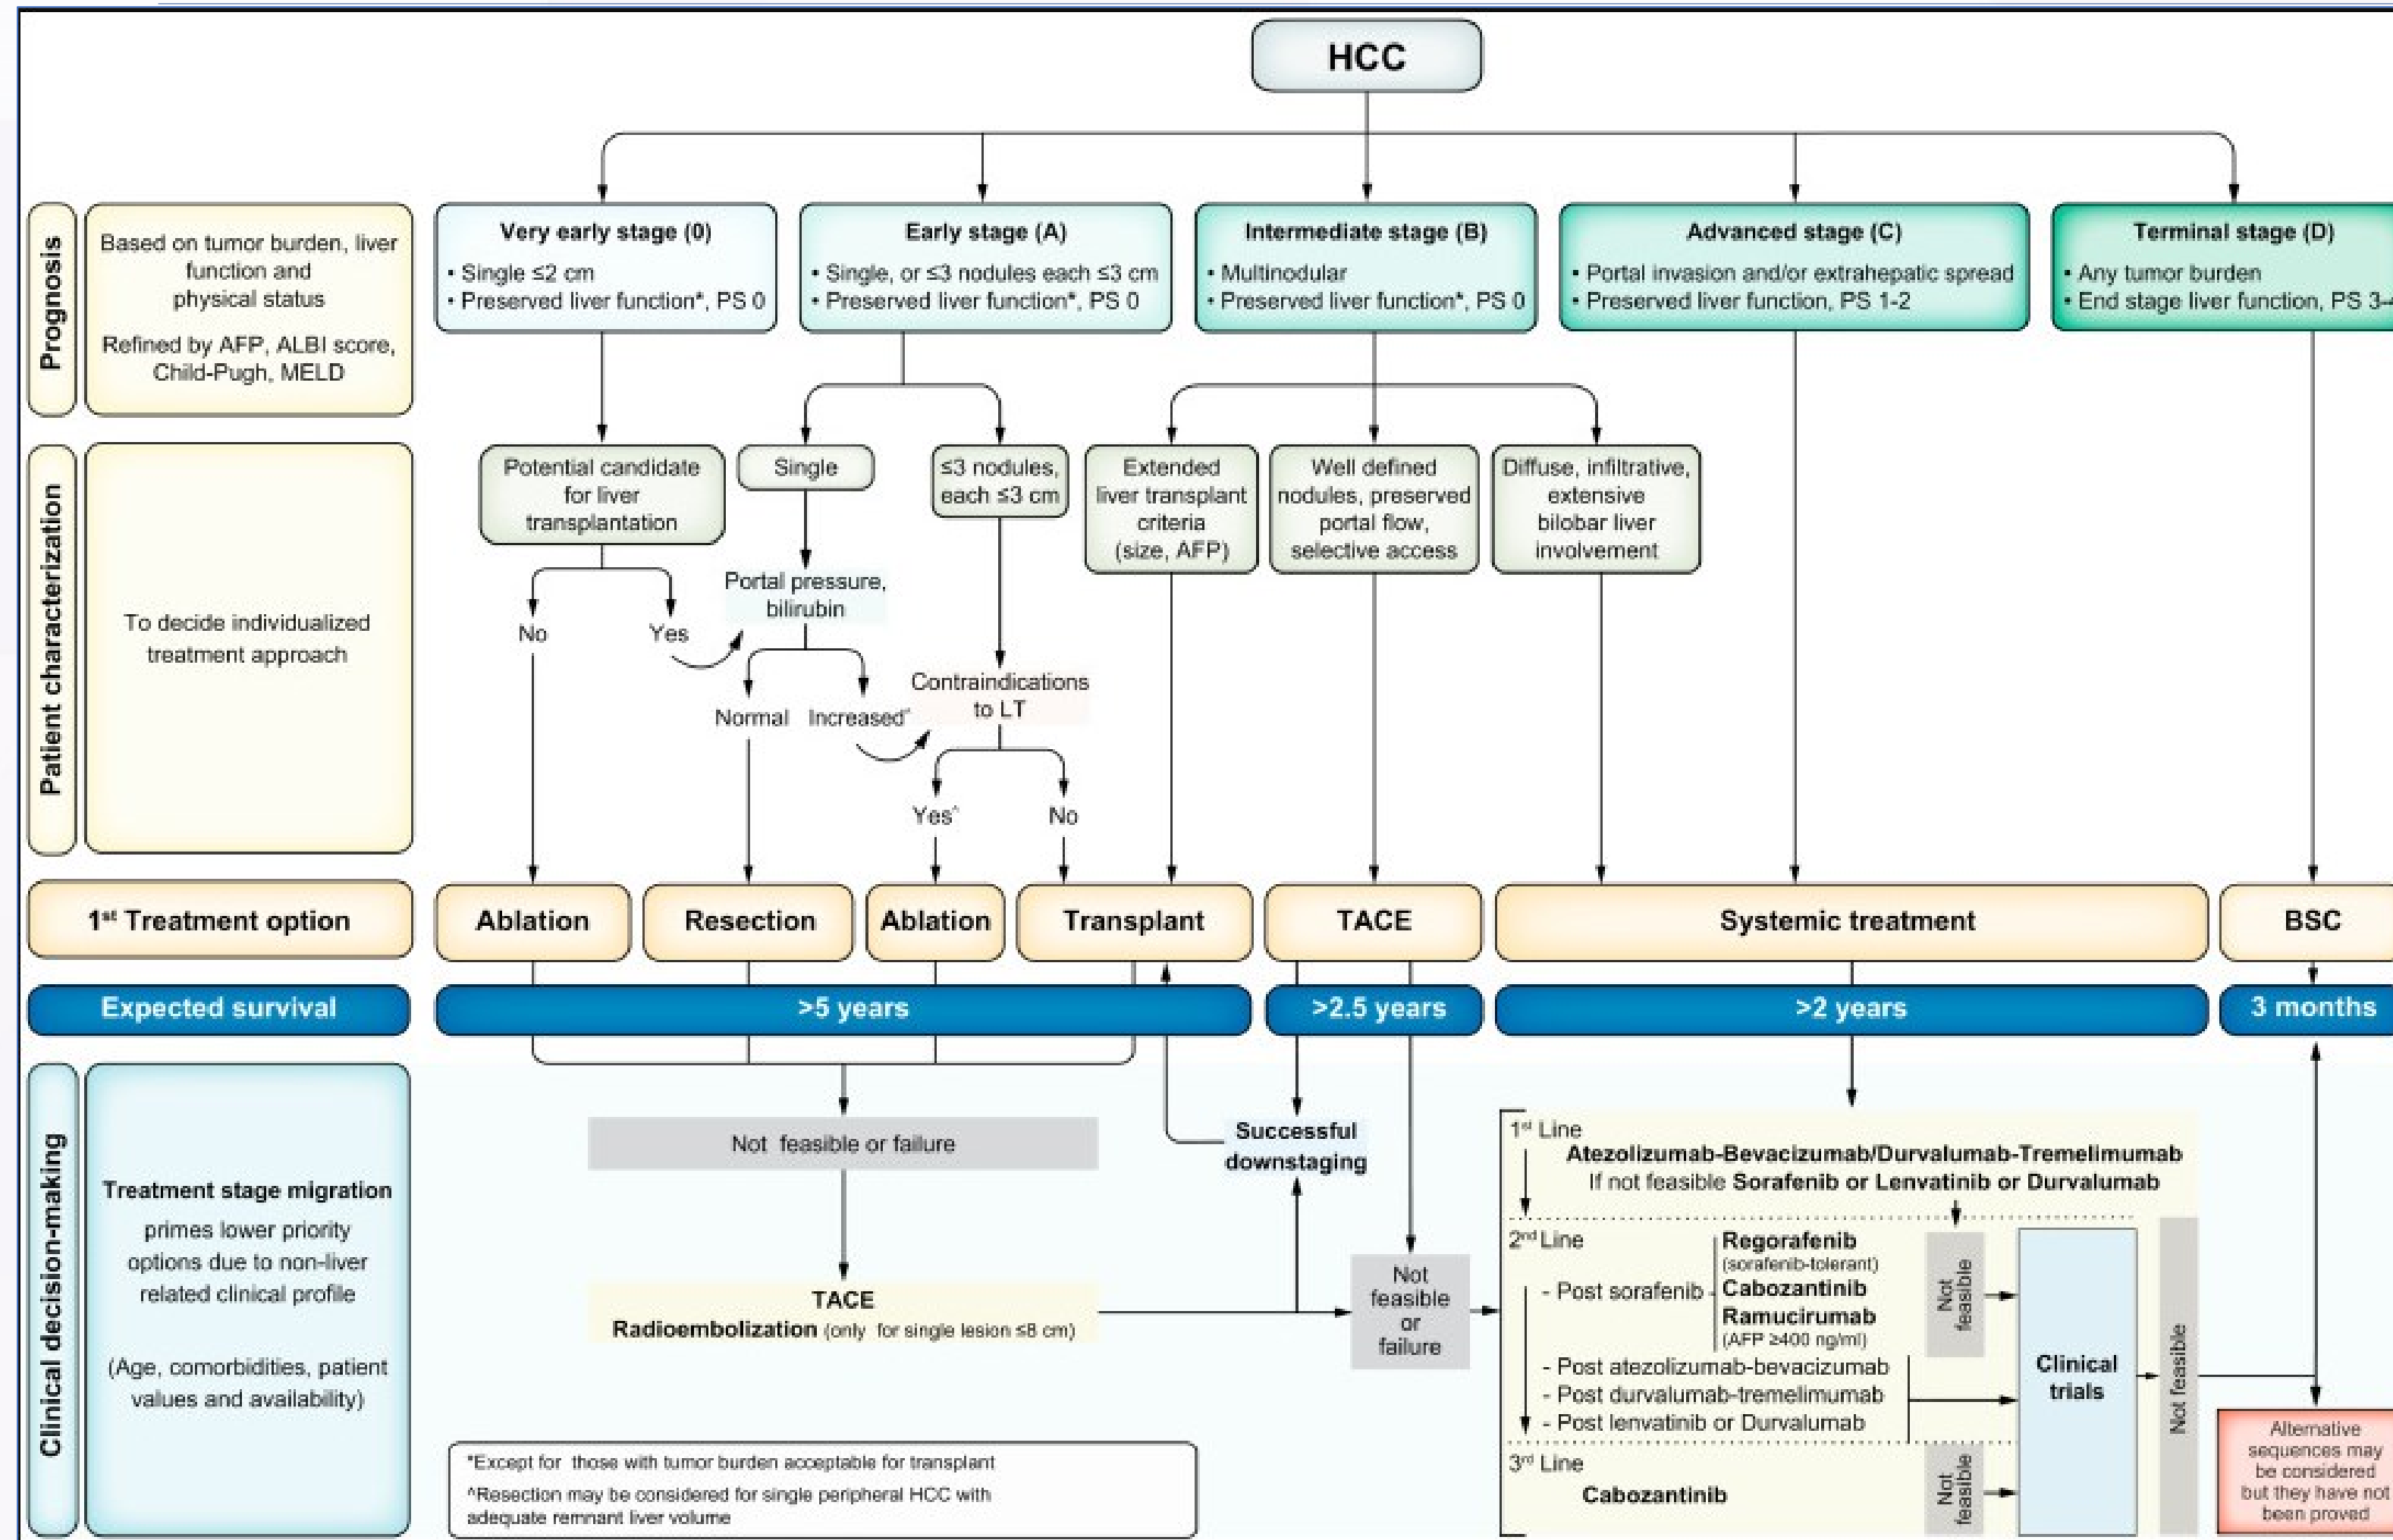 HCC
Prognosis
Based on tumor burden, liver
function and
physical status
Refined by AFP, ALBI score,
Child-Pugh, MELD
Very early stage (0)
• Single ≤2 cm
• Preserved liver function*, PS 0
Early stage (A)
• Single, or ≤3 nodules each ≤3 cm
• Preserved liver function*, PS 0
Intermediate stage (B)
• Multinodular
• Preserved liver function*, PS 0
Advanced stage (C)
• Portal invasion and/or extrahepatic spread
• Preserved liver function, PS 1-2
Terminal stage (D)
• Any tumor burden
• End stage liver function, PS 3-4
Patient characterization
To decide individualized
treatment approach
Potential candidate
for liver
transplantation
No
Yes
Single
Portal pressure,
bilirubin
Normal
Increased^
≤3 nodules,
each ≤3 cm
Contraindications
to LT
Yes^
No
Extended
liver transplant
criteria
(size, AFP)
Well defined
nodules, preserved
portal flow,
selective access
Diffuse, infiltrative,
extensive
bilobar liver
involvement
1st Treatment option
Ablation
Resection
Ablation
Transplant
TACE
Systemic treatment
BSC
Expected survival
>5 years
>2.5 years
>2 years
3 months
Clinical decision-making
Treatment stage migration
primes lower priority
options due to non-liver
related clinical profile
(Age, comorbidities, patient
values and availability)
Not feasible or failure
TACE
Radioembolization (only for single lesion ≤8 cm)
Successful
downstaging
Not
feasible
or
failure
1st Line
Atezolizumab-Bevacizumab/Durvalumab-Tremelimumab
If not feasible Sorafenib or Lenvatinib or Durvalumab
2nd Line
- Post sorafenib
Regorafenib
(sorafenib-tolerant)
Cabozantinib
Ramucirumab
(AFP ≥400 ng/ml)
- Post atezolizumab-bevacizumab
- Post durvalumab-tremelimumab
- Post lenvatinib or Durvalumab
3rd Line
Cabozantinib
Not
feasible
Not
feasible
Clinical
trials
Not feasible
Alternative
sequences may
be considered
but they have not
been proved
*Except for those with tumor burden acceptable for transplant
^Resection may be considered for single peripheral HCC with
adequate remnant liver volume